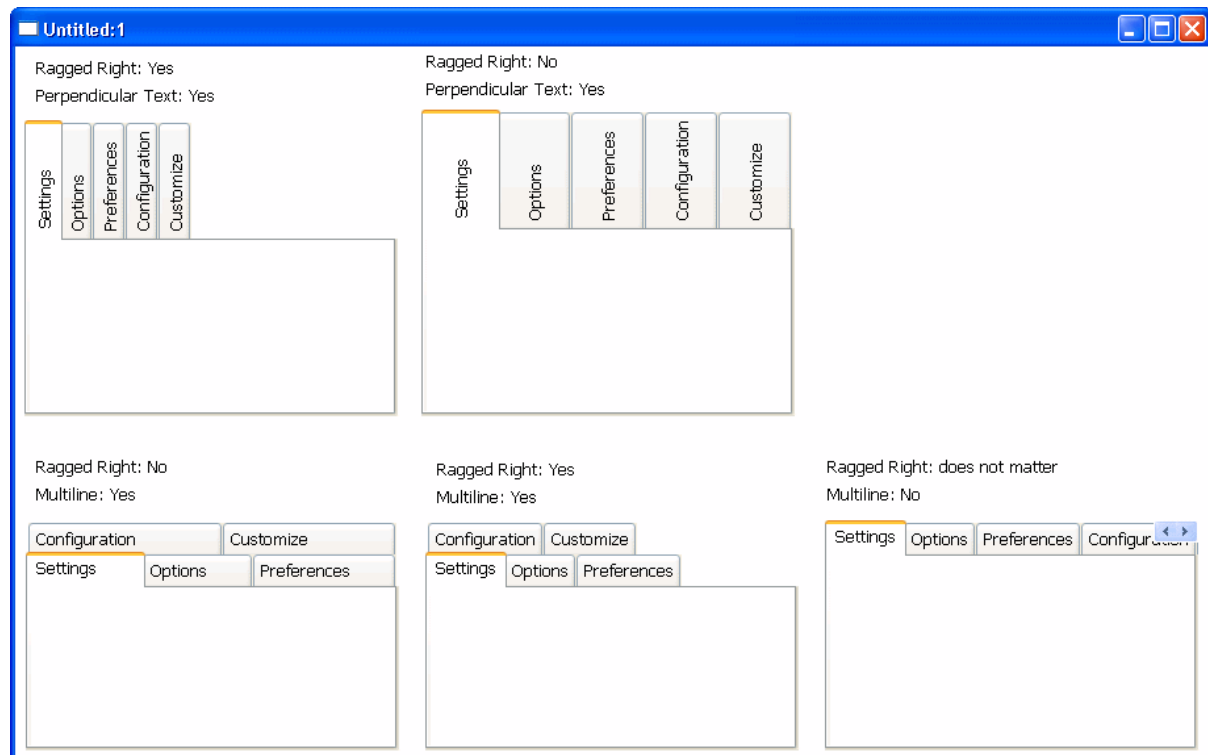 Untitled:1
Ragged Right: Yes
Perpendicular Text: Yes
Settings
Options
Preferences
Configuration
Customize
Ragged Right: No
Perpendicular Text: Yes
Settings
Options
Preferences
Configuration
Customize
Ragged Right: No
Multiline: Yes
Configuration Customize
Settings Options Preferences
Ragged Right: Yes
Multiline: Yes
Configuration Customize
Settings Options Preferences
Ragged Right: does not matter
Multiline: No
Settings Options Preferences Configuration